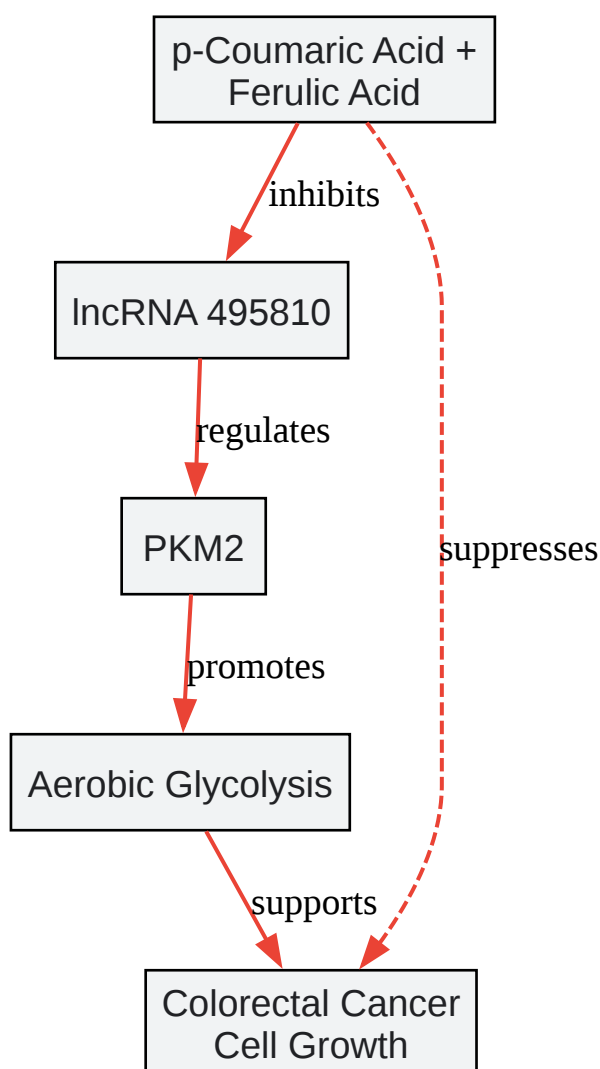 p-Coumaric Acid +
Ferulic Acid
inhibits
lncRNA 495810
regulates
PKM2
suppresses
promotes
Aerobic Glycolysis
supports
Colorectal Cancer
Cell Growth